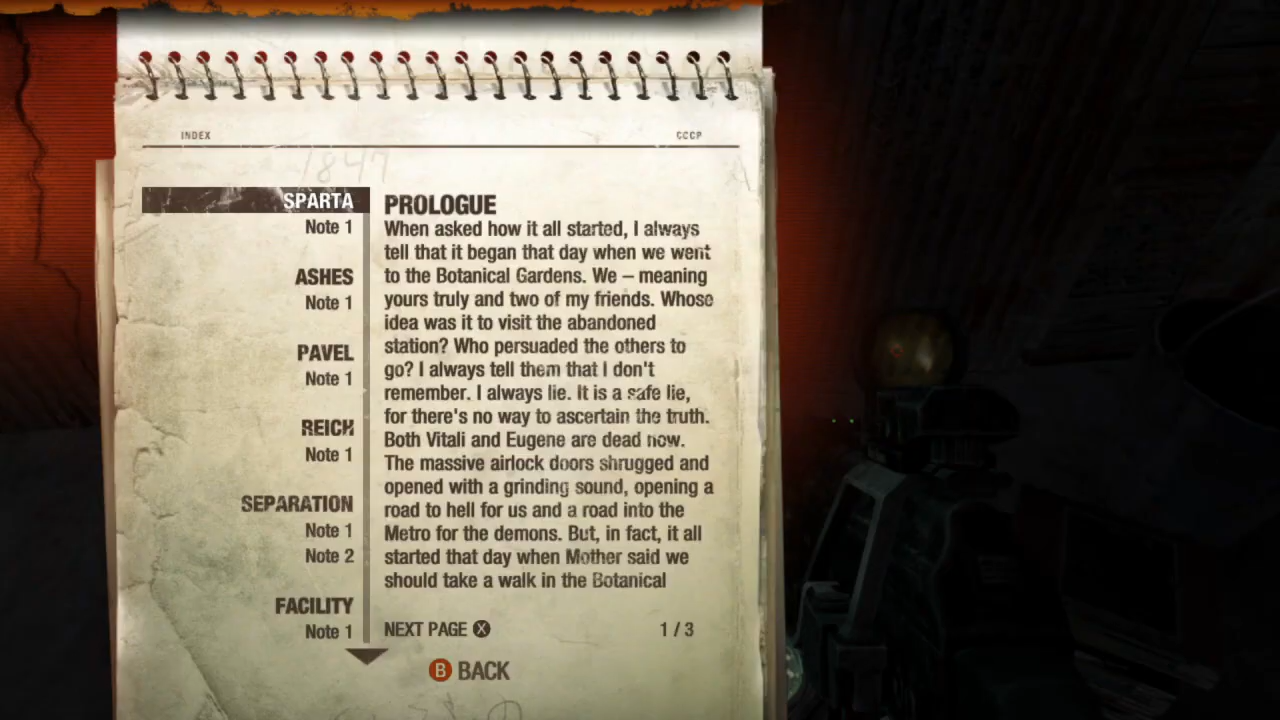 INDEX
CCCP
1847
SPARTA
Note 1
ASHES
Note 1
PAVEL
Note 1
REICH
Note 1
SEPARATION
Note 1
Note 2
FACILITY
Note 1
PROLOGUE
When asked how it all started, I always
tell that it began that day when we went
to the Botanical Gardens. We – meaning
yours truly and two of my friends. Whose
idea was it to visit the abandoned
station? Who persuaded the others to
go? I always tell them that I don't
remember. I always lie. It is a safe lie,
for there's no way to ascertain the truth.
Both Vitali and Eugene are dead now.
The massive airlock doors shrugged and
opened with a grinding sound, opening a
road to hell for us and a road into the
Metro for the demons. But, in fact, it all
started that day when Mother said we
should take a walk in the Botanical
NEXT PAGE X
1 / 3
B BACK